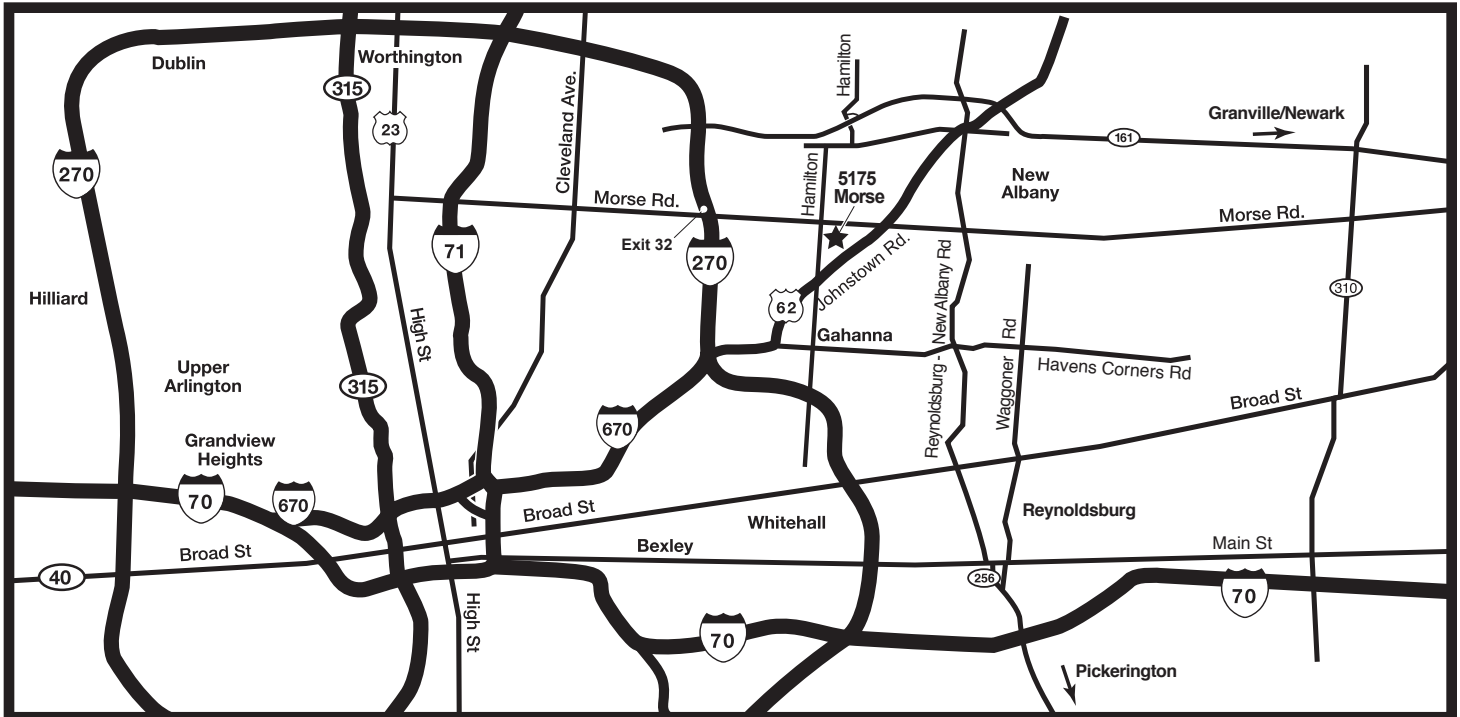 Dublin
Worthington
315
23
270
Cleveland Ave.
Hamilton
Granville/Newark
161
Hamilton
5175
Morse
New
Albany
Morse Rd.
Morse Rd.
Exit 32
71
270
Johnstown Rd.
Reynoldsburg - New Albany Rd
310
Hilliard
62
High St
Gahanna
Waggoner Rd
Havens Corners Rd
Upper
Arlington
315
Broad St
670
Grandview
Heights
70
670
Broad St
Whitehall
Reynoldsburg
Broad St
Bexley
Main St
40
256
70
High St
70
Pickerington